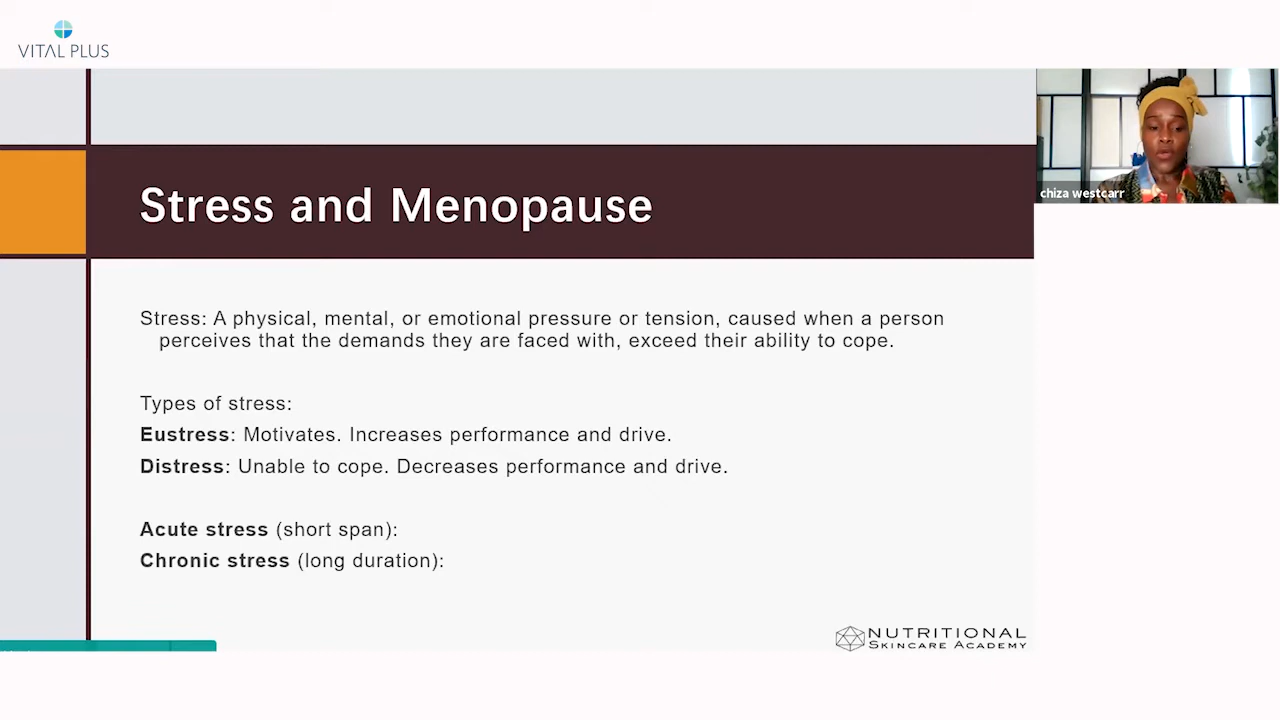 VITAL PLUS
chiza westcarr
Stress and Menopause
Stress: A physical, mental, or emotional pressure or tension, caused when a person
perceives that the demands they are faced with, exceed their ability to cope.
Types of stress:
Eustress: Motivates. Increases performance and drive.
Distress: Unable to cope. Decreases performance and drive.
Acute stress (short span):
Chronic stress (long duration):
NUTRITIONAL
SKINCARE ACADEMY